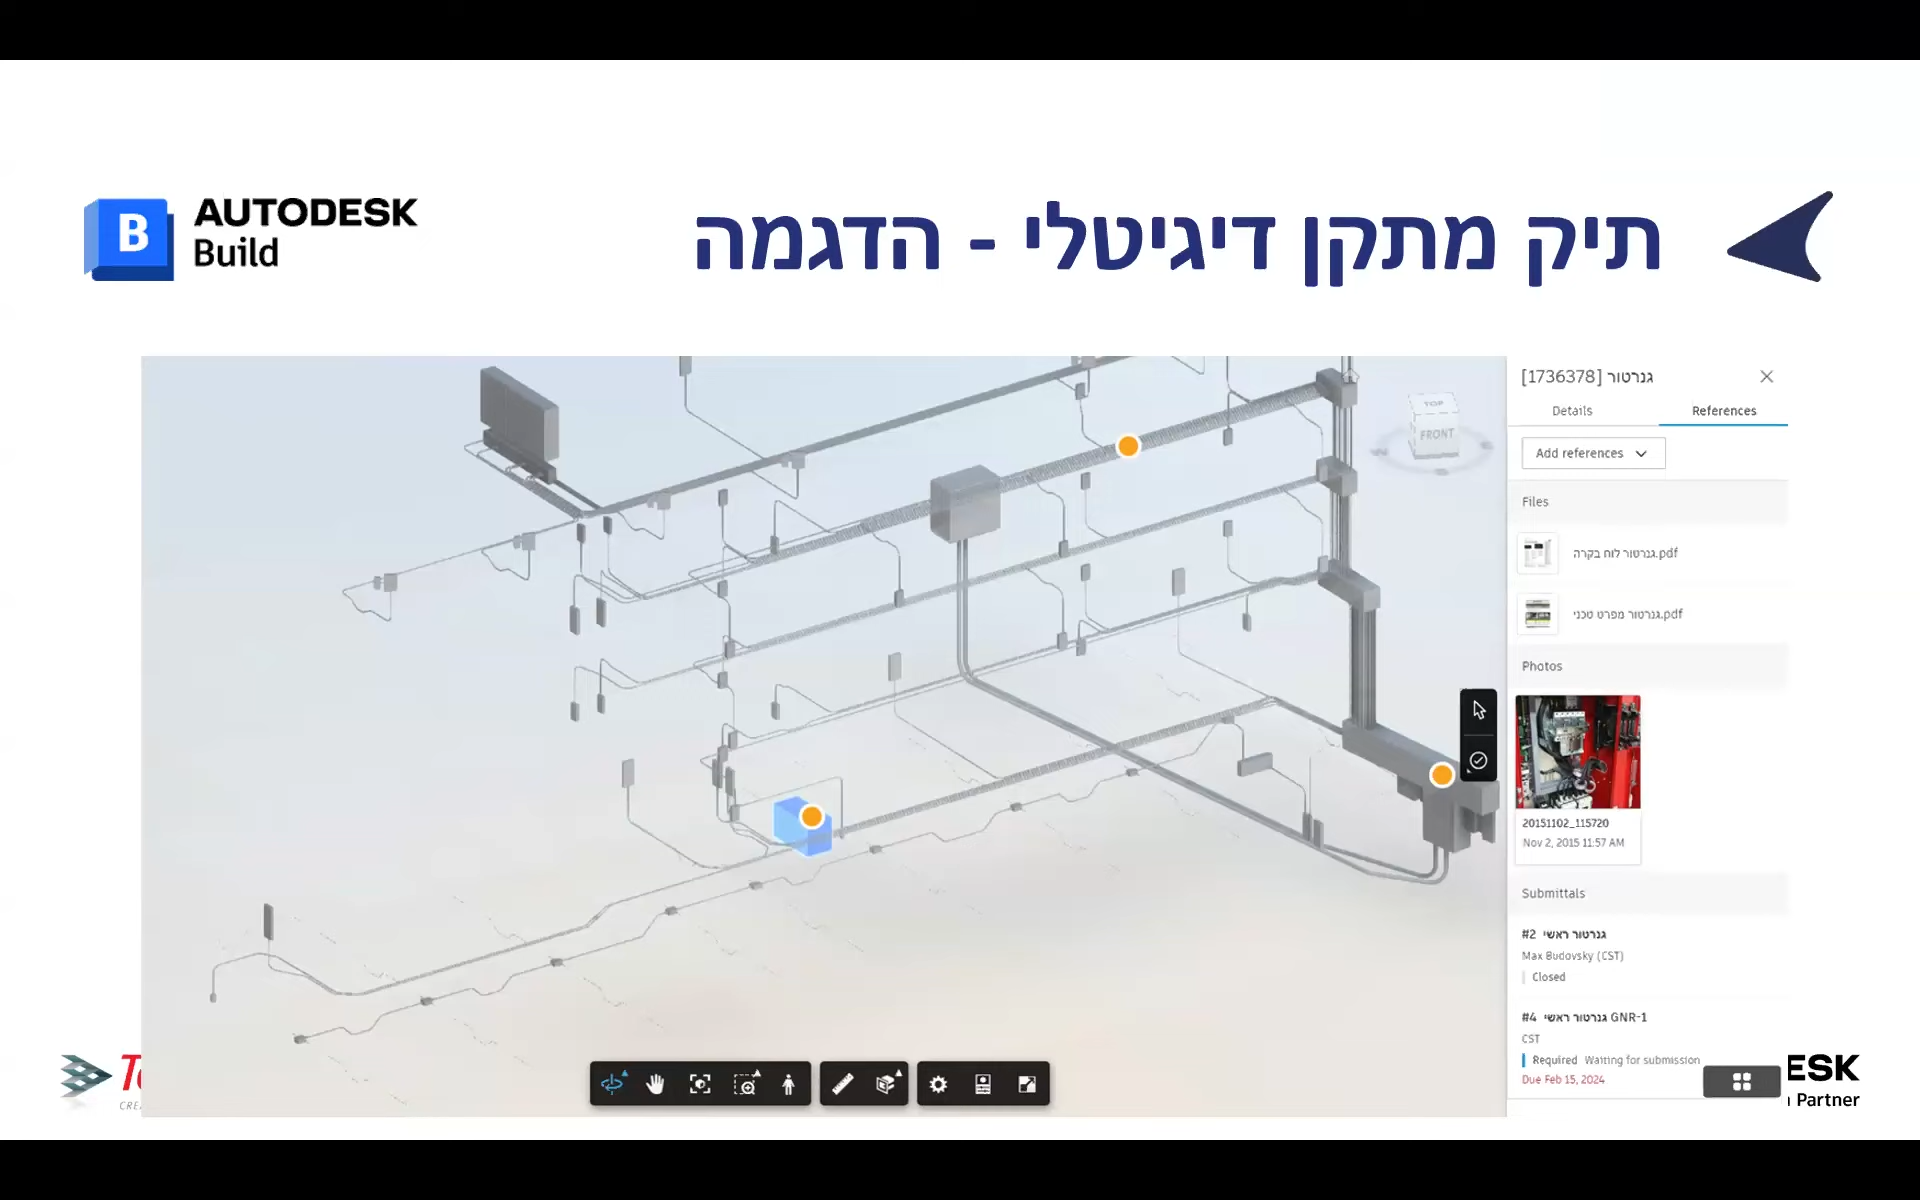 AUTODESK
Build
תיק מתקן דיגיטלי - הדגמה
TOP
FRONT
גנרטור [1736378]
Details
References
Add references
Files
גנרטור לוח בקרה.pdf
גנרטור מפרט טכני.pdf
Photos
20151102_115720
Nov 2, 2015 11:57 AM
Submittals
#2 גנרטור ראשי
Max Budovsky (CST)
Closed
#4 גנרטור ראשי GNR-1
CST
Required Waiting for submission
Due Feb 15, 2024
ESK
Partner